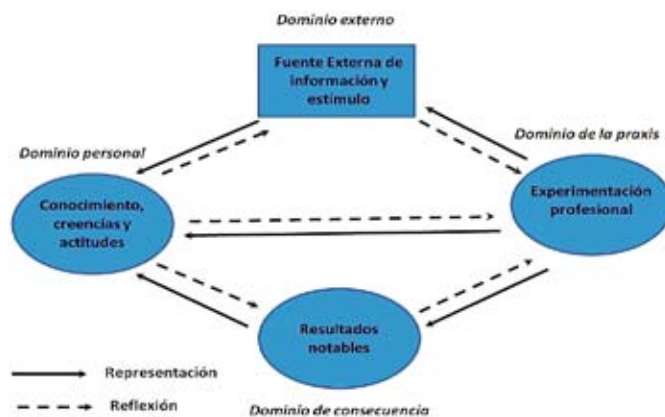 Dominio externo
Fuente Externa de
información y
estímulo
Dominio de la praxis
Dominio personal
Conocimiento,
creencias y
actitudes
Experimentación
profesional
Resultados
notables
Representación
Reflexión
Dominio de consecuencia